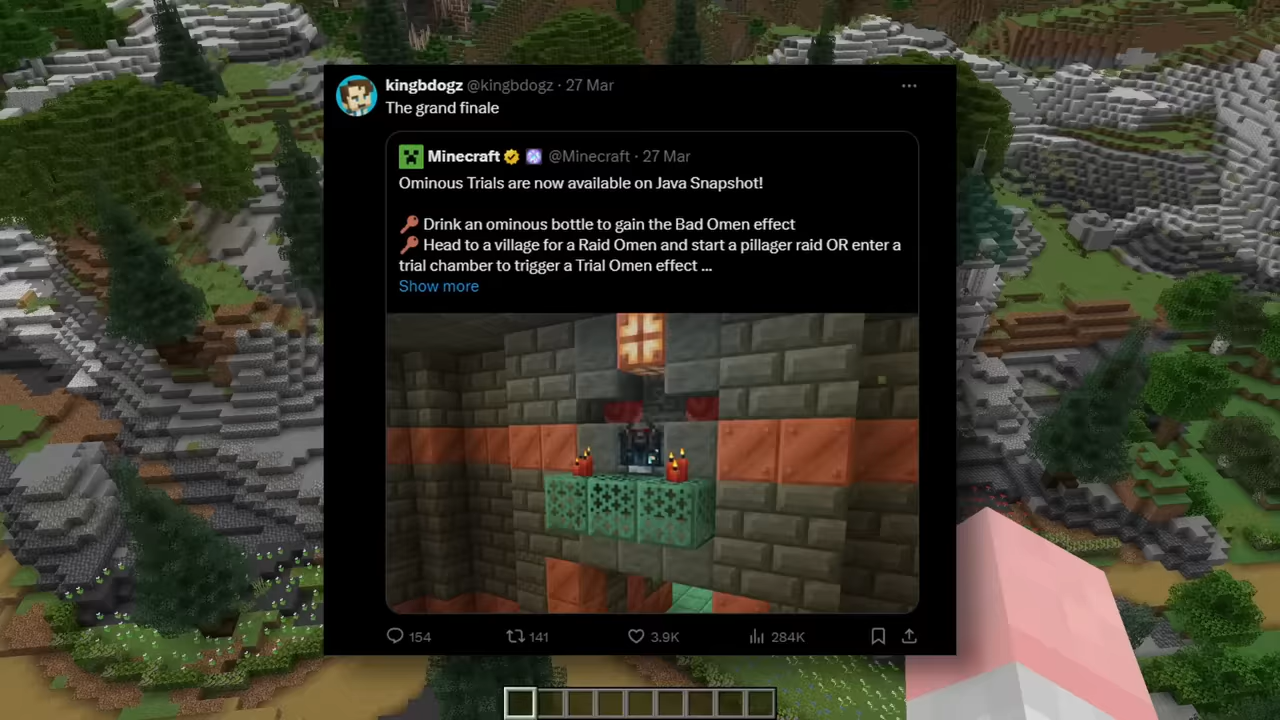 kingbdogz @kingbdogz · 27 Mar
The grand finale
Minecraft @Minecraft · 27 Mar
Ominous Trials are now available on Java Snapshot!
Drink an ominous bottle to gain the Bad Omen effect
Head to a village for a Raid Omen and start a pillager raid OR enter a
trial chamber to trigger a Trial Omen effect ...
Show more
154 141 3.9K 284K